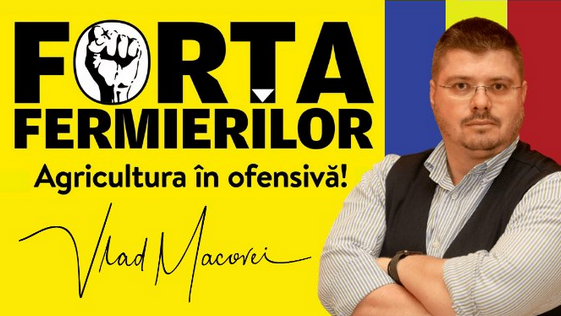 FORȚA
FERMIERILOR
Agricultura în ofensivă!
Vlad Macovei